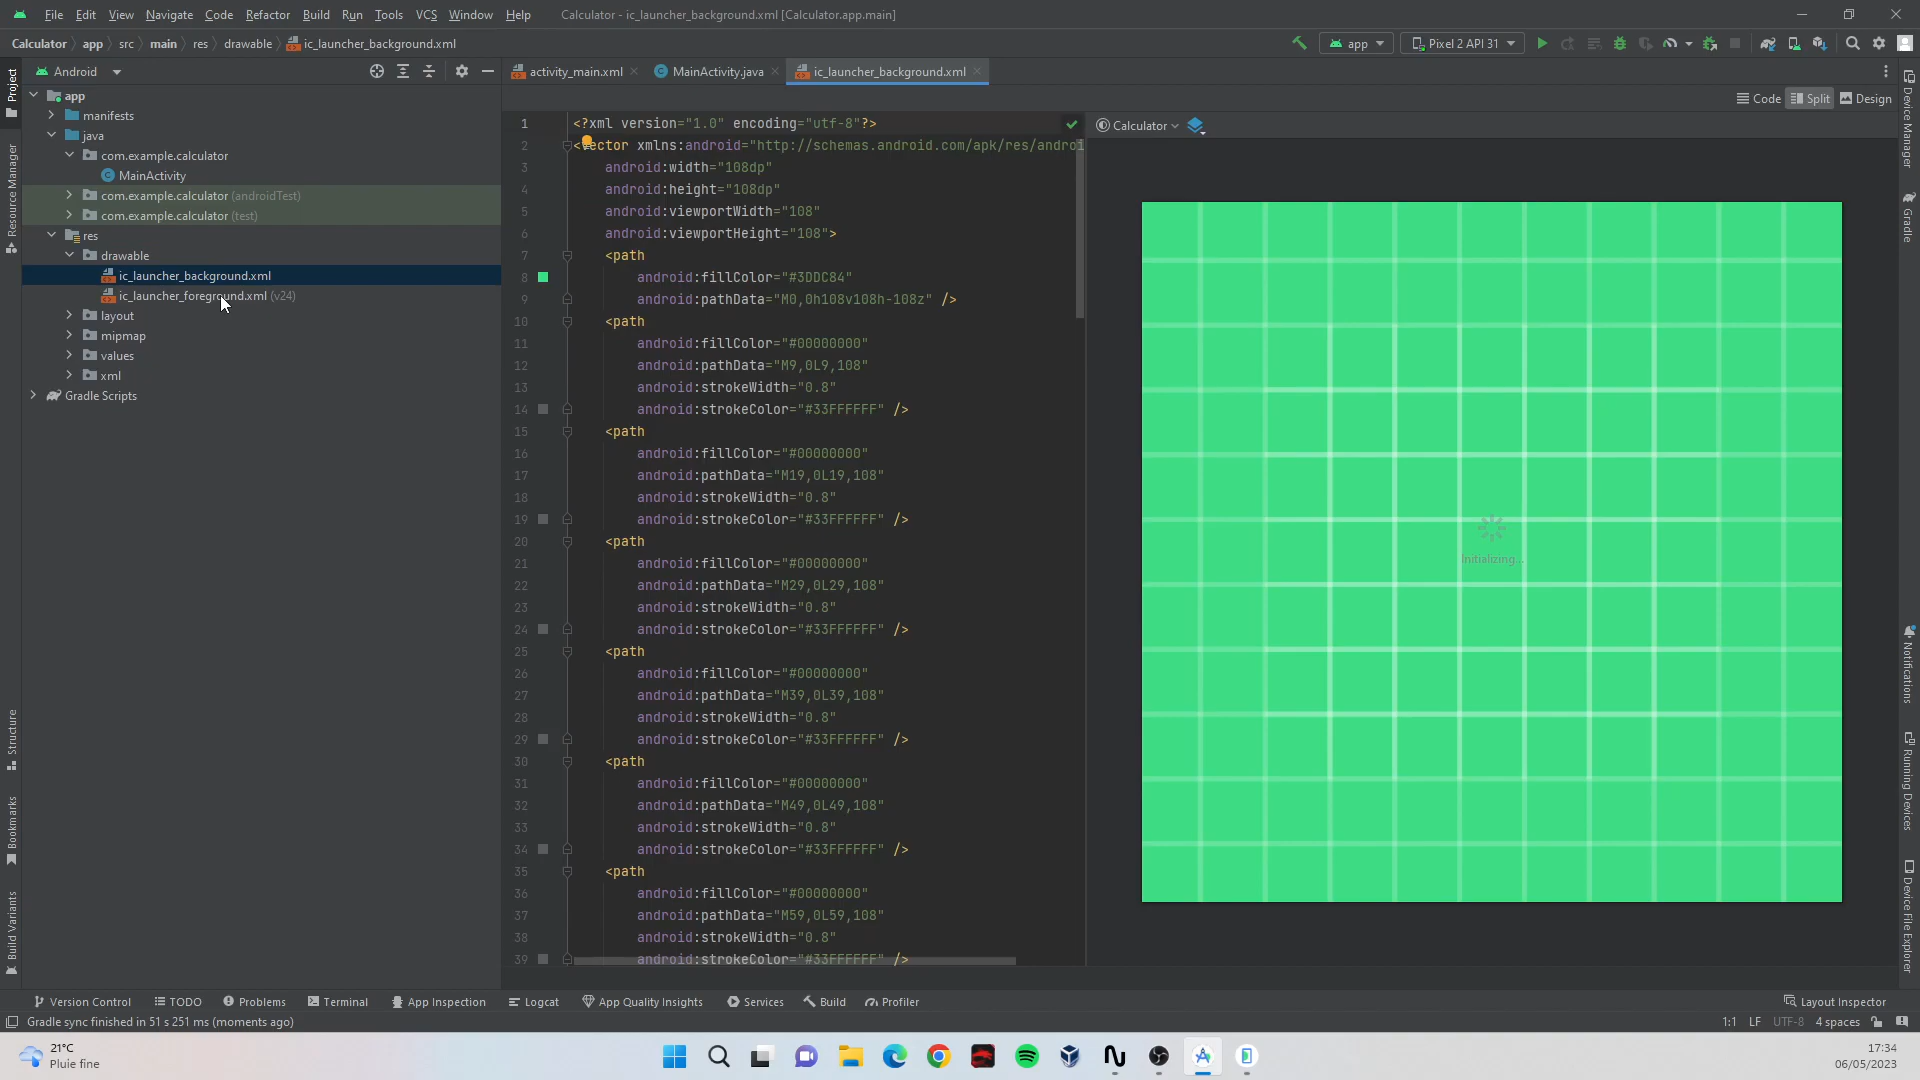 File Edit View Navigate Code Refactor Build Run Tools VCS Window Help Calculator - ic_launcher_background.xml [Calculator.app.main]
Calculator app src main res drawable ic_launcher_background.xml app Pixel 2 API 31
Project
Resource Manager
Structure
Bookmarks
Build Variants
Android
app
manifests
java
com.example.calculator
MainActivity
com.example.calculator (androidTest)
com.example.calculator (test)
res
drawable
ic_launcher_background.xml
ic_launcher_foreground.xml (v24)
layout
mipmap
values
xml
Gradle Scripts
activity_main.xml MainActivity.java ic_launcher_background.xml
Code Split Design
1 <?xml version="1.0" encoding="utf-8"?>
2 <vector xmlns:android="http://schemas.android.com/apk/res/androi
3 android:width="108dp"
4 android:height="108dp"
5 android:viewportWidth="108"
6 android:viewportHeight="108">
7 <path
8 android:fillColor="#3DDC84"
9 android:pathData="M0,0h108v108h-108z" />
10 <path
11 android:fillColor="#00000000"
12 android:pathData="M9,0L9,108"
13 android:strokeWidth="0.8"
14 android:strokeColor="#33FFFFFF" />
15 <path
16 android:fillColor="#00000000"
17 android:pathData="M19,0L19,108"
18 android:strokeWidth="0.8"
19 android:strokeColor="#33FFFFFF" />
20 <path
21 android:fillColor="#00000000"
22 android:pathData="M29,0L29,108"
23 android:strokeWidth="0.8"
24 android:strokeColor="#33FFFFFF" />
25 <path
26 android:fillColor="#00000000"
27 android:pathData="M39,0L39,108"
28 android:strokeWidth="0.8"
29 android:strokeColor="#33FFFFFF" />
30 <path
31 android:fillColor="#00000000"
32 android:pathData="M49,0L49,108"
33 android:strokeWidth="0.8"
34 android:strokeColor="#33FFFFFF" />
35 <path
36 android:fillColor="#00000000"
37 android:pathData="M59,0L59,108"
38 android:strokeWidth="0.8"
39 android:strokeColor="#33FFFFFF" />
Calculator
Initializing...
Device Manager
Gradle
Notifications
Running Devices
Device File Explorer
Version Control TODO Problems Terminal App Inspection Logcat App Quality Insights Services Build Profiler Layout Inspector
Gradle sync finished in 51 s 251 ms (moments ago) 1:1 LF UTF-8 4 spaces
21°C
Pluie fine
17:34
06/05/2023